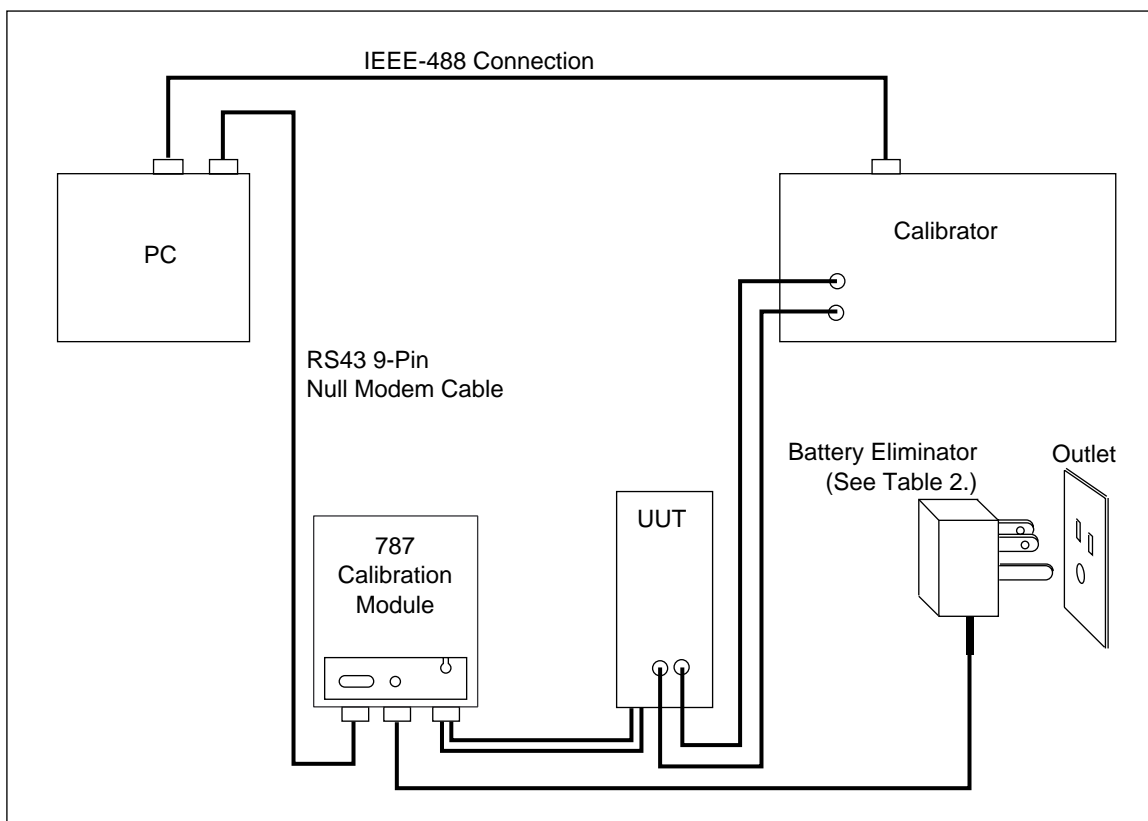 IEEE-488 Connection
PC
Calibrator
RS43 9-Pin
Null Modem Cable
Battery Eliminator
(See Table 2.)
Outlet
UUT
787
Calibration
Module